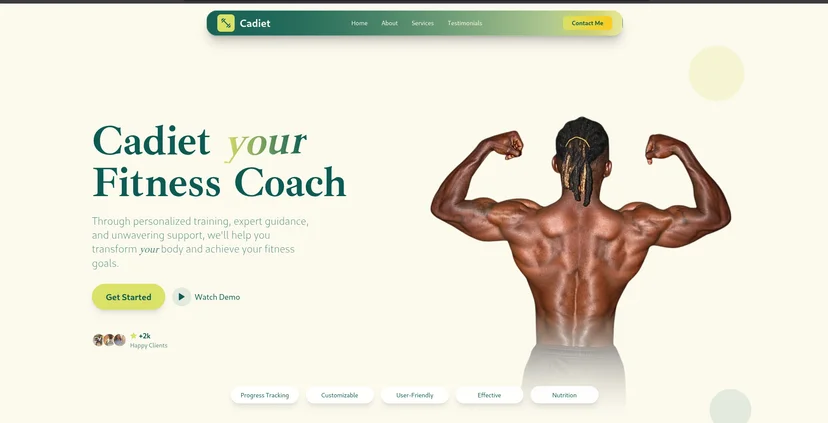 Cadiet
Home About Services Testimonials
Contact Me
Cadiet your
Fitness Coach
Through personalized training, expert guidance,
and unwavering support, we'll help you
transform your body and achieve your fitness
goals.
Get Started
Watch Demo
+2k
Happy Clients
Progress Tracking
Customizable
User-Friendly
Effective
Nutrition